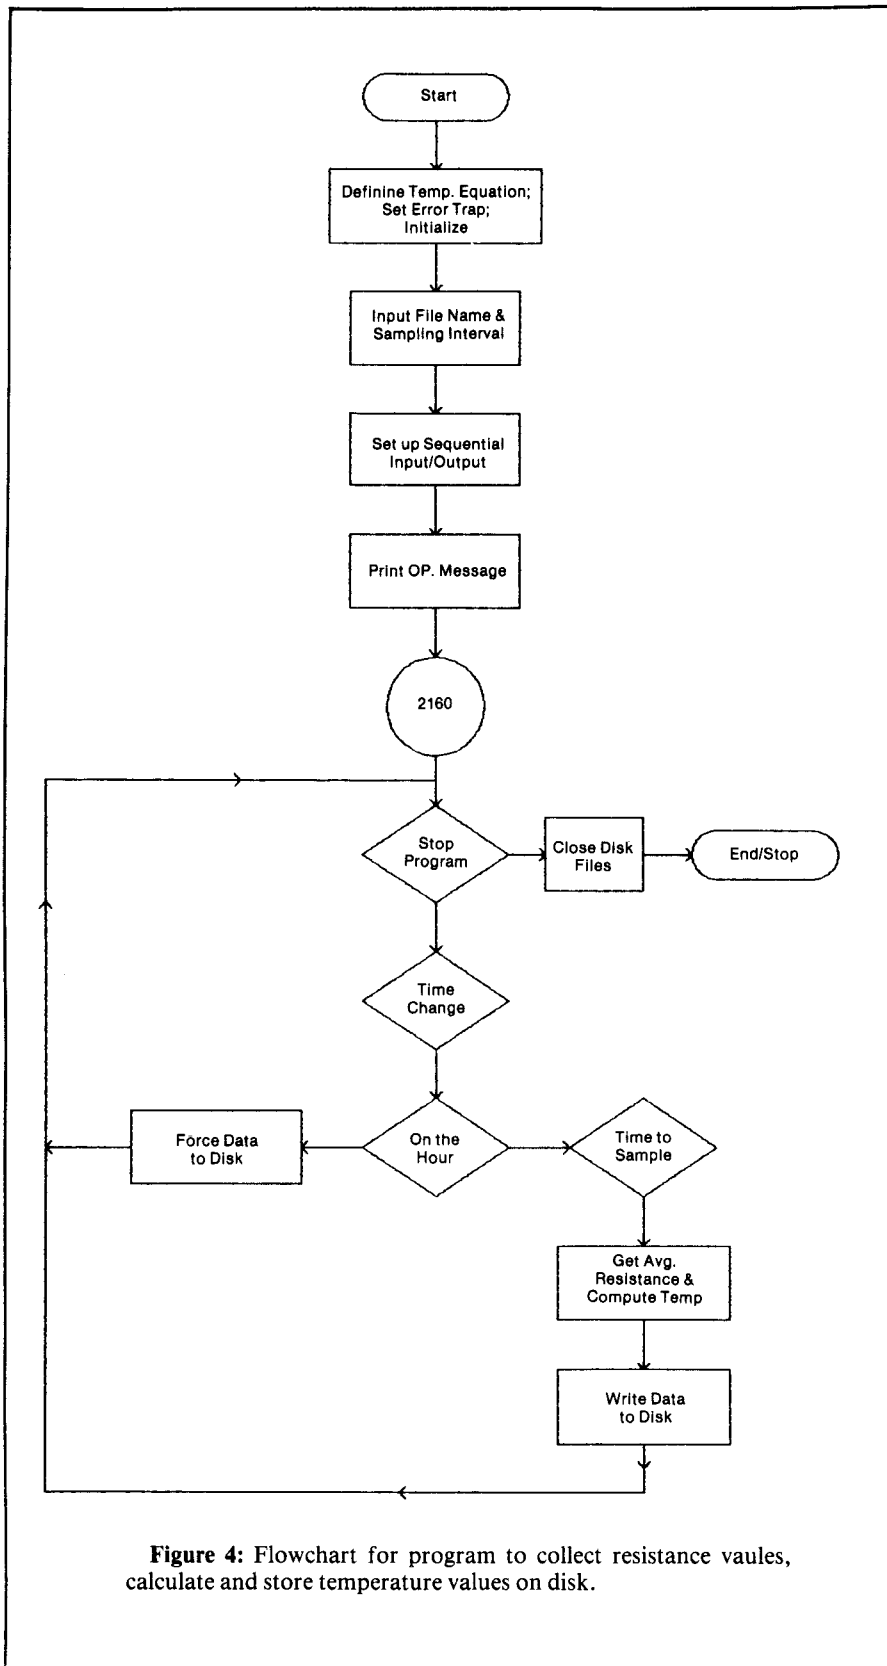 Start
Definine Temp. Equation;
Set Error Trap;
Initialize
Input File Name &
Sampling Interval
Set up Sequential
Input/Output
Print OP. Message
2160
Stop
Program
Close Disk
Files
End/Stop
Time
Change
Force Data
to Disk
On the
Hour
Time to
Sample
Get Avg.
Resistance &
Compute Temp
Write Data
to Disk
Figure 4: Flowchart for program to collect resistance vaules,
calculate and store temperature values on disk.